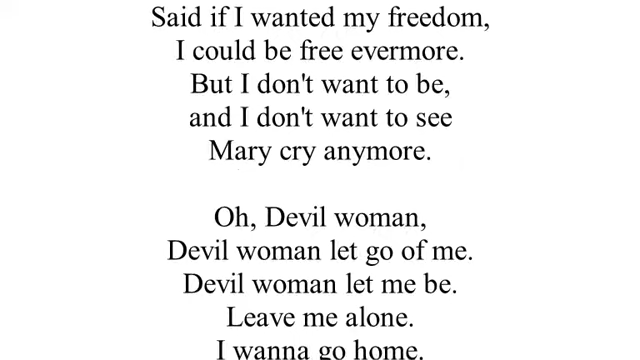 Said if I wanted my freedom,
I could be free evermore.
But I don't want to be,
and I don't want to see
Mary cry anymore.

Oh, Devil woman,
Devil woman let go of me.
Devil woman let me be.
Leave me alone.
I wanna go home.